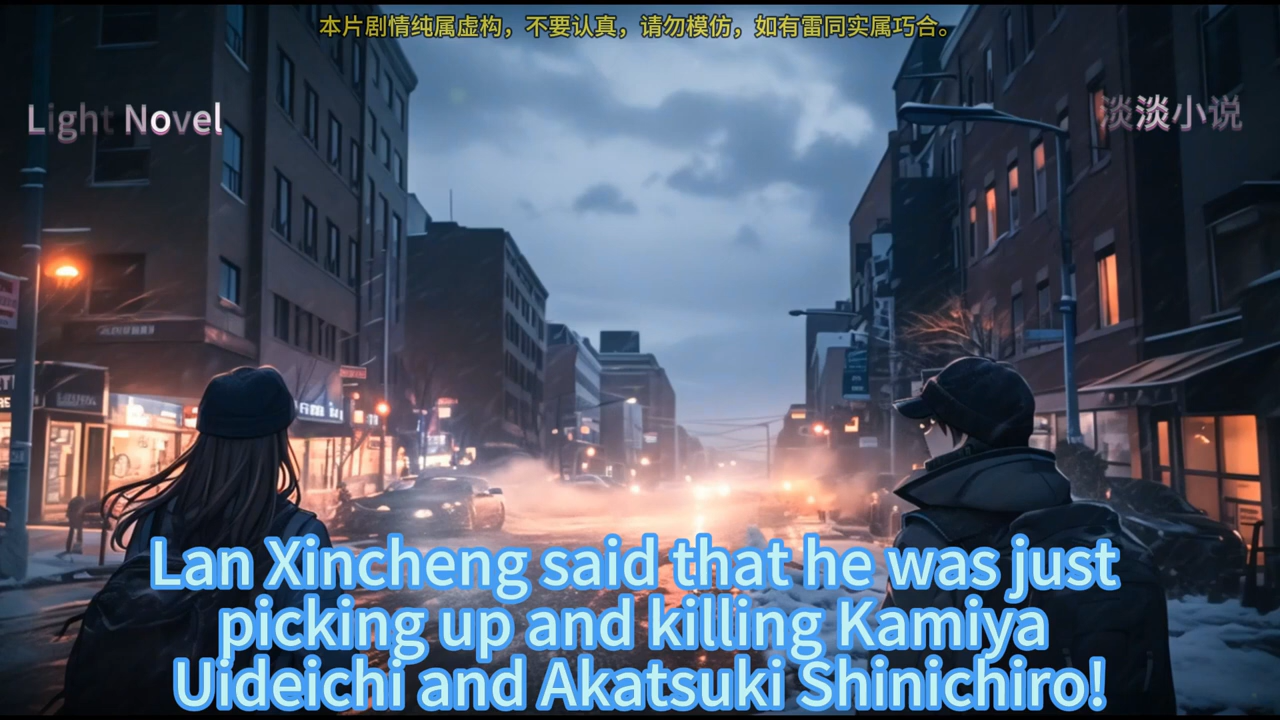 本片剧情纯属虚构，不要认真，请勿模仿，如有雷同实属巧合。
Light Novel
淡淡小说
Lan Xincheng said that he was just
picking up and killing Kamiya
Uideichi and Akatsuki Shinichiro!